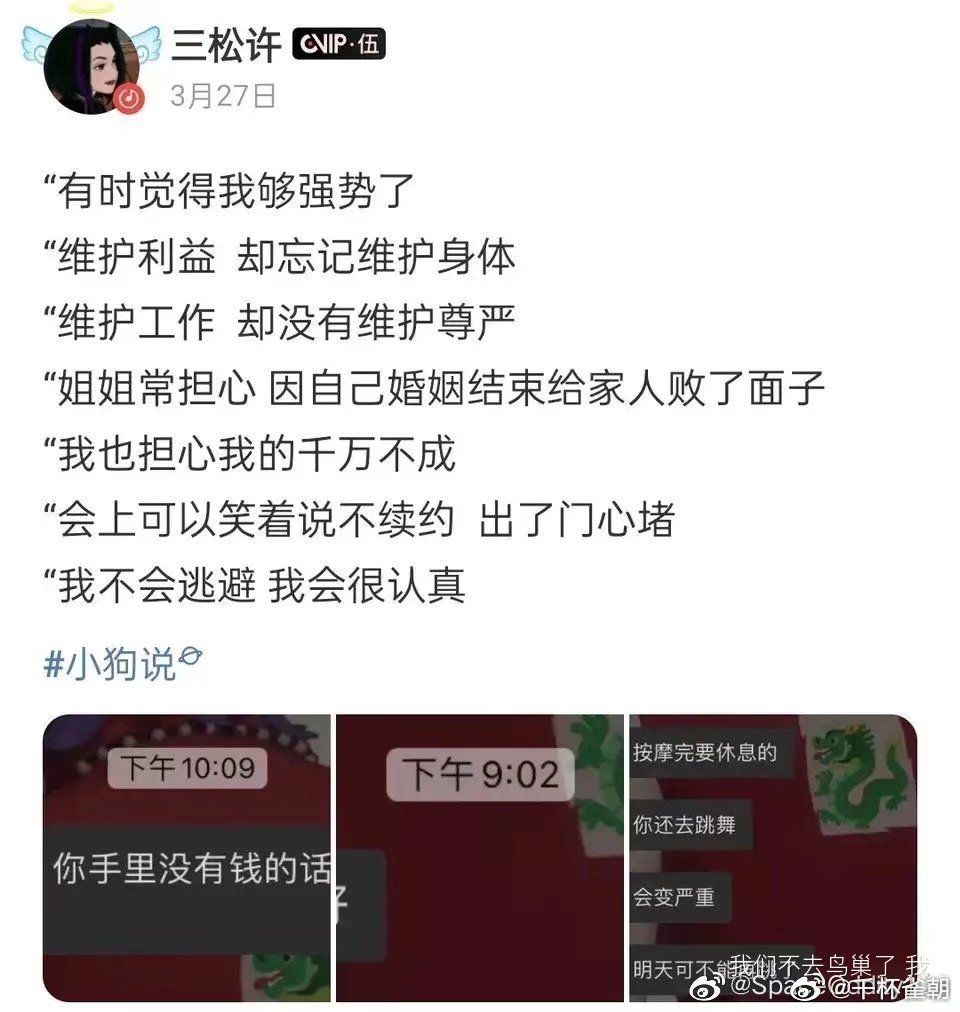 三松许 CVIP·伍
3月27日
“有时觉得我够强势了
“维护利益 却忘记维护身体
“维护工作 却没有维护尊严
“姐姐常担心 因自己婚姻结束给家人败了面子
“我也担心我的千万不成
“会上可以笑着说不续约 出了门心堵
“我不会逃避 我会很认真
#小狗说
下午10:09
你手里没有钱的话
下午9:02
按摩完要休息的
你还去跳舞
会变严重
明天可不能
我们不去鸟巢了 我
@Spa
@千杯雀朝